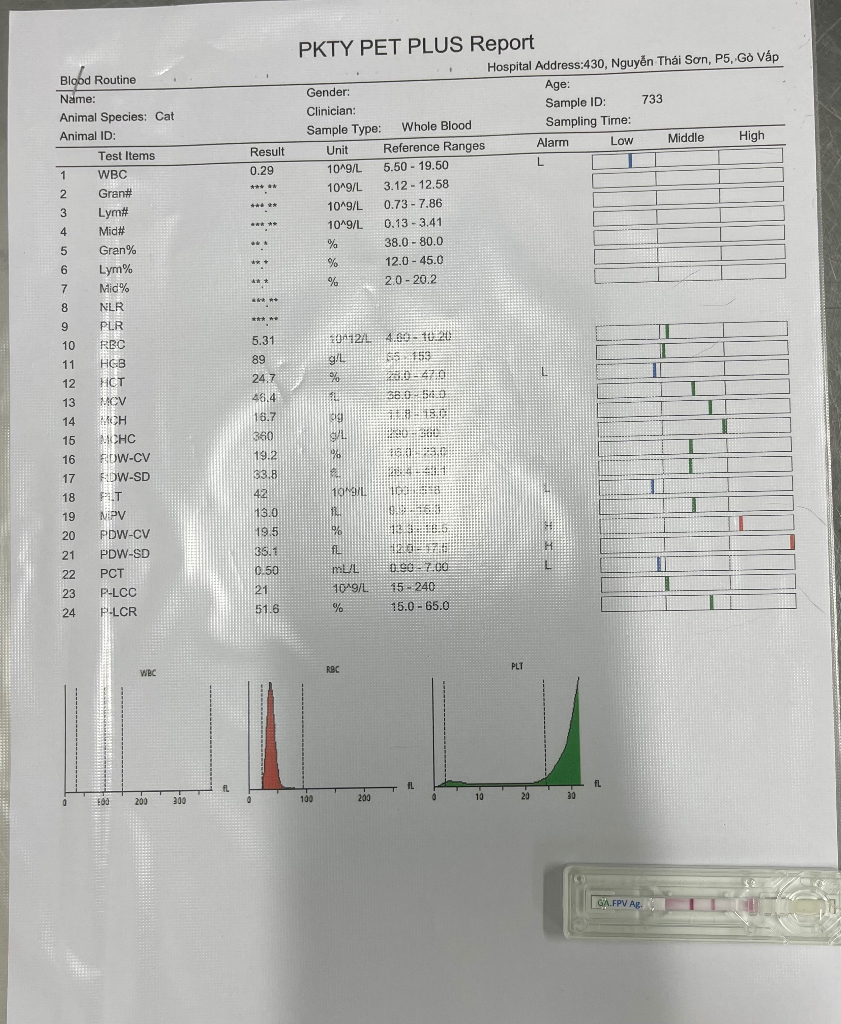 PKTY PET PLUS Report
Hospital Address:430, Nguyễn Thái Sơn, P5, Gò Vấp
Blood Routine
Name: Gender: Age:
Animal Species: Cat Clinician: Sample ID: 733
Animal ID: Sample Type: Whole Blood Sampling Time:
Test Items Result Unit Reference Ranges Alarm Low Middle High
1 WBC 0.29 10^9/L 5.50 - 19.50 L
2 Gran# ***.** 10^9/L 3.12 - 12.58
3 Lym# ***.** 10^9/L 0.73 - 7.86
4 Mid# ***.** 10^9/L 0.13 - 3.41
5 Gran% **.* % 38.0 - 80.0
6 Lym% **.* % 12.0 - 45.0
7 Mid% **.* % 2.0 - 20.2
8 NLR ***.**
9 PLR ***.**
10 RBC 5.31 10^12/L 4.60 - 10.20
11 HGB 89 g/L 85 - 153
12 HCT 24.7 % 26.0 - 47.0 L
13 MCV 46.4 fL 38.0 - 54.0
14 MCH 16.7 pg 11.8 - 18.0
15 MCHC 360 g/L 290 - 360
16 RDW-CV 19.2 %
17 RDW-SD 33.8 fL
18 PLT 42 10^9/L L
19 MPV 13.0 fL
20 PDW-CV 19.5 % H
21 PDW-SD 35.1 fL 12.0 - 17.5 H
22 PCT 0.50 mL/L 0.90 - 7.00 L
23 P-LCC 21 10^9/L 15 - 240
24 P-LCR 51.6 % 15.0 - 65.0
WBC RBC PLT
0 100 200 300 fL 0 100 200 fL 0 10 20 30 fL
FPV Ag.